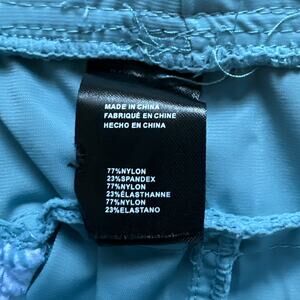 MADE IN CHINA
FABRIQUÉ EN CHINE
HECHO EN CHINA
77%NYLON
23%SPANDEX
77%NYLON
23%ELASTHANNE
77%NYLON
23%ELASTANO